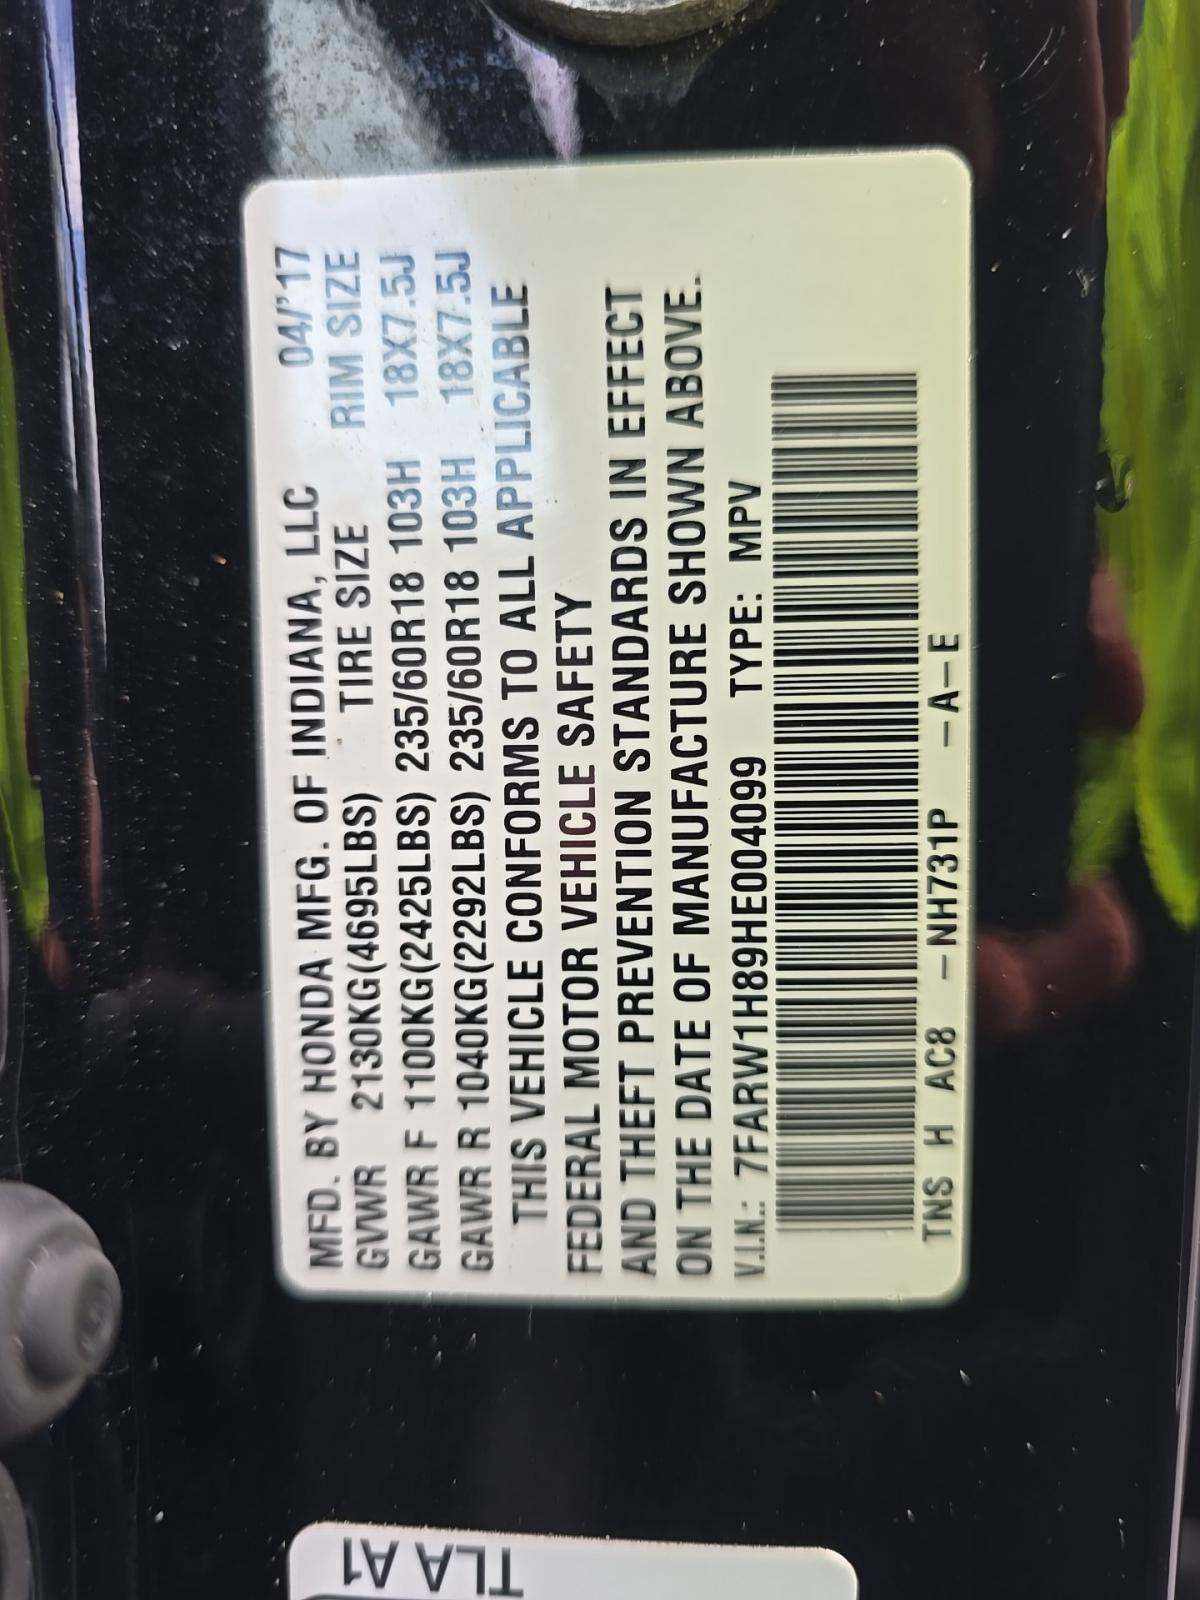 MFD. BY HONDA MFG. OF INDIANA, LLC 04/'17
GVWR 2130KG(4695LBS) TIRE SIZE RIM SIZE
GAWR F 1100KG(2425LBS) 235/60R18 103H 18X7.5J
GAWR R 1040KG(2292LBS) 235/60R18 103H 18X7.5J
THIS VEHICLE CONFORMS TO ALL APPLICABLE
FEDERAL MOTOR VEHICLE SAFETY
AND THEFT PREVENTION STANDARDS IN EFFECT
ON THE DATE OF MANUFACTURE SHOWN ABOVE.
V.I.N.: 7FARW1H89HE004099 TYPE: MPV
TNS H AC8 -NH731P -A-E
TLA A1